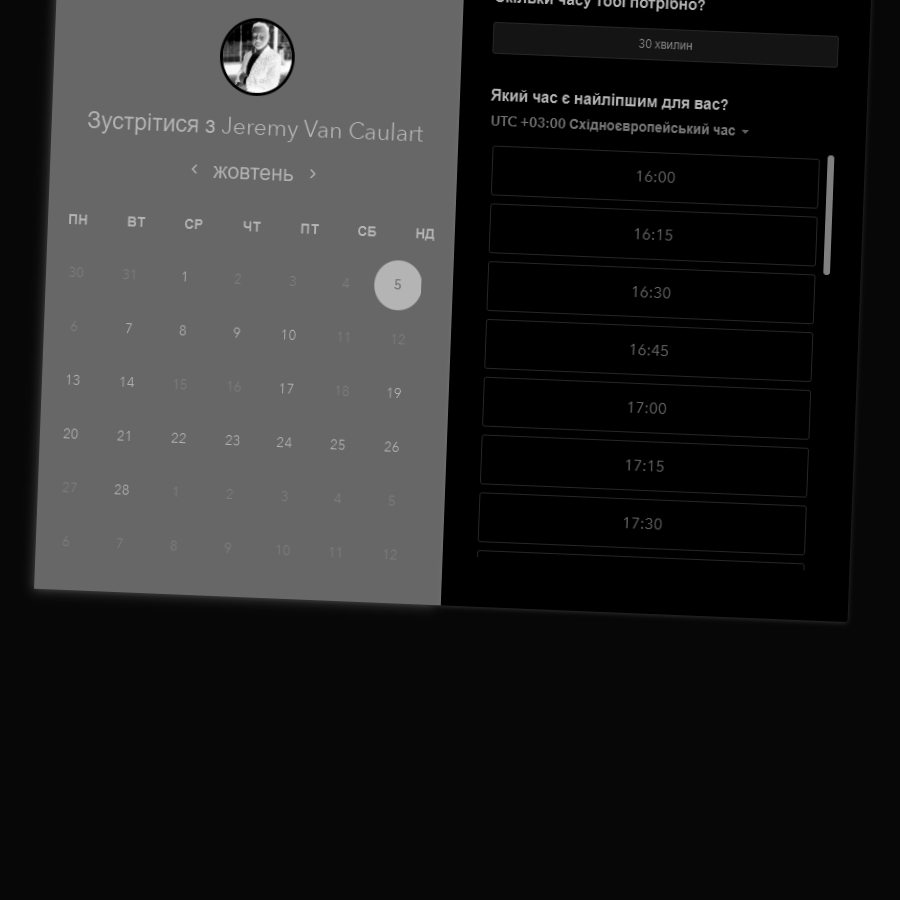 Зустрітися з Jeremy Van Caulart
‹ жовтень ›
ПН ВТ СР ЧТ ПТ СБ НД
30 31 1 2 3 4 5
6 7 8 9 10 11 12
13 14 15 16 17 18 19
20 21 22 23 24 25 26
27 28 1 2 3 4 5
6 7 8 9 10 11 12
Скільки часу тобі потрібно?
30 хвилин
Який час є найліпшим для вас?
UTC +03:00 Східноєвропейський час
16:00
16:15
16:30
16:45
17:00
17:15
17:30